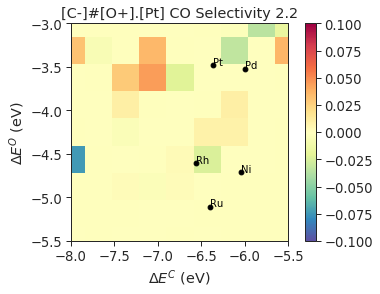 [C-]#[O+].[Pt] CO Selectivity 2.2
−3.0
−3.5
−4.0
−4.5
−5.0
−5.5
ΔE^O (eV)
Pt
Pd
Rh
Ni
Ru
−8.0 −7.5 −7.0 −6.5 −6.0 −5.5
ΔE^C (eV)
0.100
0.075
0.050
0.025
0.000
−0.025
−0.050
−0.075
−0.100